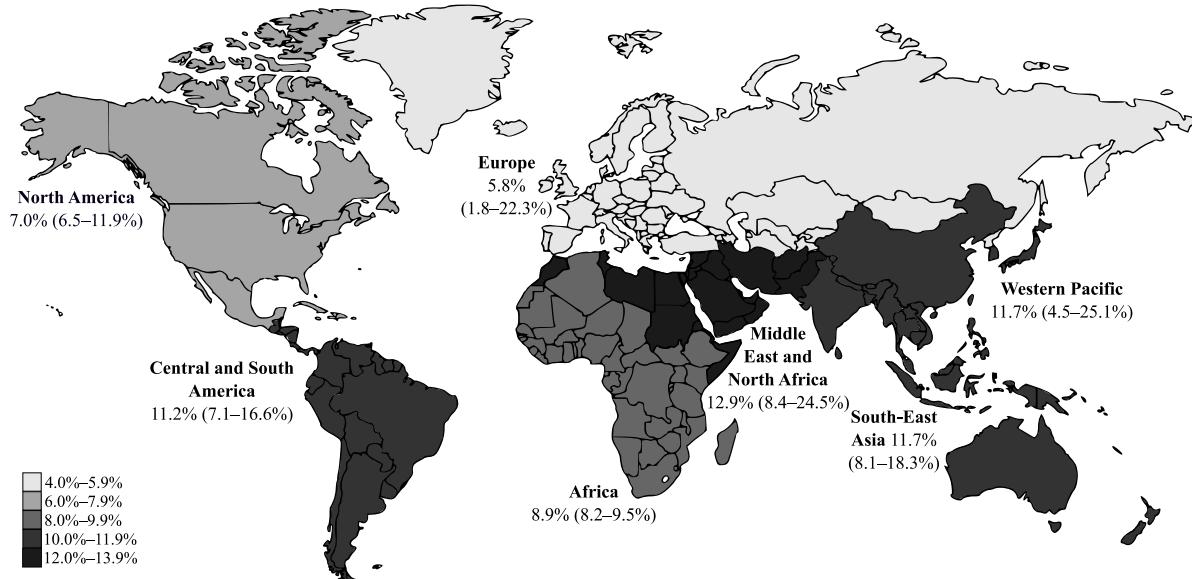 North America
7.0% (6.5–11.9%)
Europe
5.8%
(1.8–22.3%)
Western Pacific
11.7% (4.5–25.1%)
Central and South
America
11.2% (7.1–16.6%)
Middle
East and
North Africa
12.9% (8.4–24.5%)
South-East
Asia 11.7%
(8.1–18.3%)
Africa
8.9% (8.2–9.5%)
4.0%–5.9%
6.0%–7.9%
8.0%–9.9%
10.0%–11.9%
12.0%–13.9%